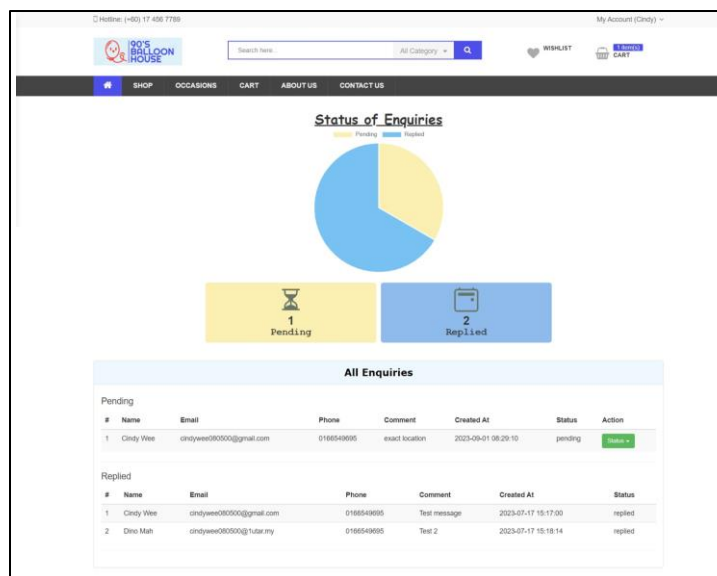 Hotline: (+60) 17 456 7789
My Account (Cindy)
90'S
BALLOON
HOUSE
Search here..
All Category
WISHLIST
1 item(s)
CART
SHOP OCCASIONS CART ABOUT US CONTACT US
Status of Enquiries
Pending Replied
1
Pending
2
Replied
All Enquiries
Pending
# Name Email Phone Comment Created At Status Action
1 Cindy Wee cindywee080500@gmail.com 0166549695 exact location 2023-09-01 08:29:10 pending Status
Replied
# Name Email Phone Comment Created At Status
1 Cindy Wee cindywee080500@gmail.com 0166549695 Test message 2023-07-17 15:17:00 replied
2 Dino Mah cindywee080500@1utar.my 0166549695 Test 2 2023-07-17 15:18:14 replied